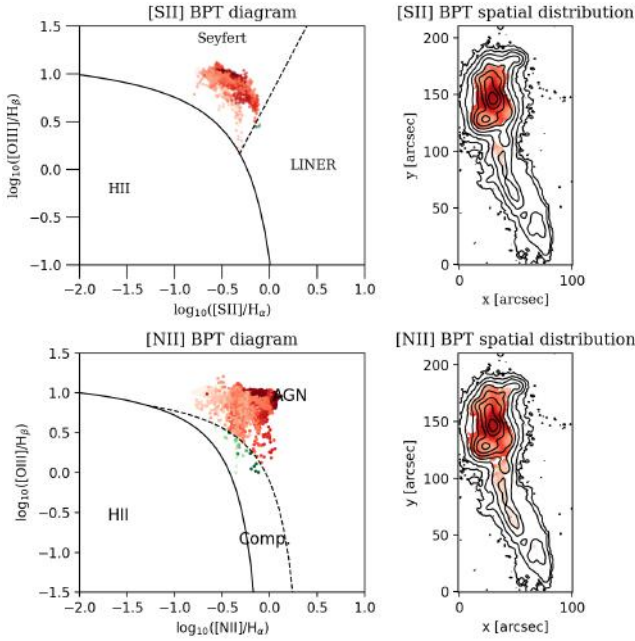 [SII] BPT diagram
[SII] BPT spatial distribution
1.5
1.0
0.5
0.0
−0.5
−1.0
−2.0
−1.5
−1.0
−0.5
0.0
0.5
1.0
log10([OIII]/Hβ)
log10([SII]/Hα)
Seyfert
LINER
HII
200
150
100
50
0
0
100
y [arcsec]
x [arcsec]
[NII] BPT diagram
[NII] BPT spatial distribution
1.5
1.0
0.5
0.0
−0.5
−1.0
−1.5
−2.0
−1.5
−1.0
−0.5
0.0
0.5
1.0
log10([OIII]/Hβ)
log10([NII]/Hα)
AGN
HII
Comp.
200
150
100
50
0
0
100
y [arcsec]
x [arcsec]